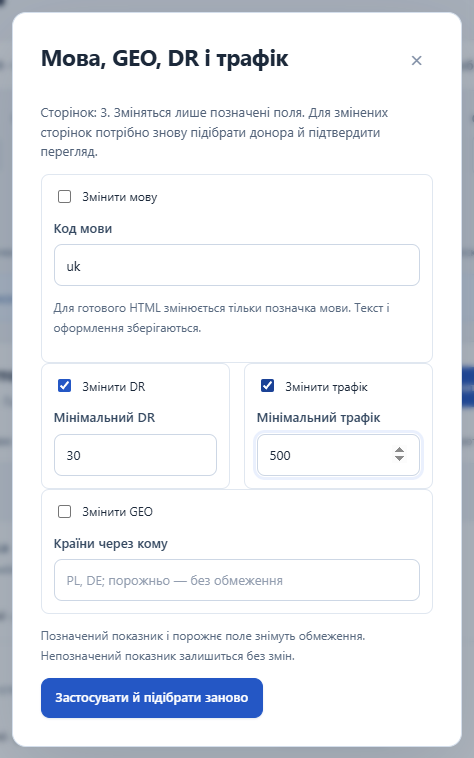 Мова, GEO, DR і трафік
Сторінок: 3. Зміняться лише позначені поля. Для змінених
сторінок потрібно знову підібрати донора й підтвердити
перегляд.
Змінити мову
Код мови
uk
Для готового HTML змінюється тільки позначка мови. Текст і
оформлення зберігаються.
Змінити DR
Змінити трафік
Мінімальний DR
Мінімальний трафік
30
500
Змінити GEO
Країни через кому
PL, DE; порожньо — без обмеження
Позначений показник і порожнє поле знімуть обмеження.
Непозначений показник залишиться без змін.
Застосувати й підібрати заново